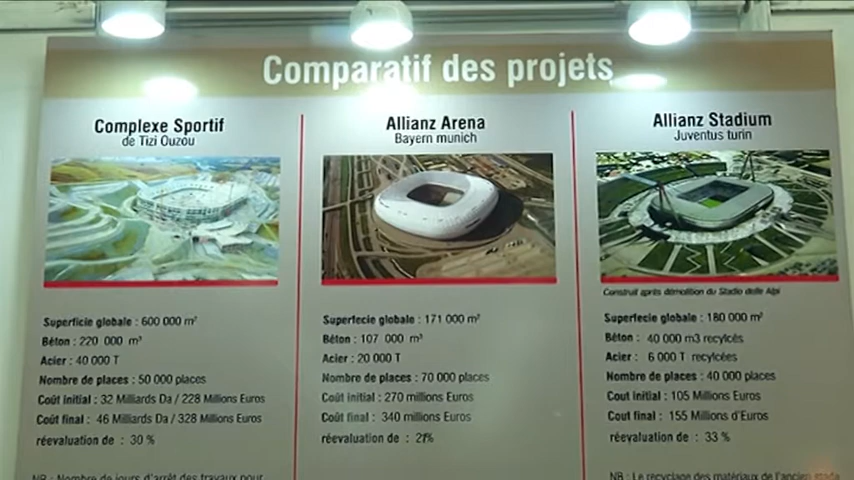 Comparatif des projets
Complexe Sportif
de Tizi Ouzou
Superficie globale : 600 000 m²
Béton : 220 000 m³
Acier : 40 000 T
Nombre de places : 50 000 places
Coût initial : 32 Milliards Da / 228 Millions Euros
Coût final : 46 Milliards Da / 328 Millions Euros
réevaluation de : 30 %
NB : Nombre de jours d'arrêt des travaux pour
Allianz Arena
Bayern munich
Superfecie globale : 171 000 m²
Béton : 107 000 m³
Acier : 20 000 T
Nombre de places : 70 000 places
Coût initial : 270 millions Euros
Coût final : 340 millions Euros
réevaluation de : 21%
Allianz Stadium
Juventus turin
Construit après démolition du Stadio delle Alpi
Superfecie globale : 180 000 m²
Béton : 40 000 m3 recylcés
Acier : 6 000 T recylcées
Nombre de places : 40 000 places
Cout initial : 105 Millions Euros
Cout final : 155 Millions d'Euros
réevaluation de : 33 %
NB : Le recyclage des matériaux de l'ancien stade